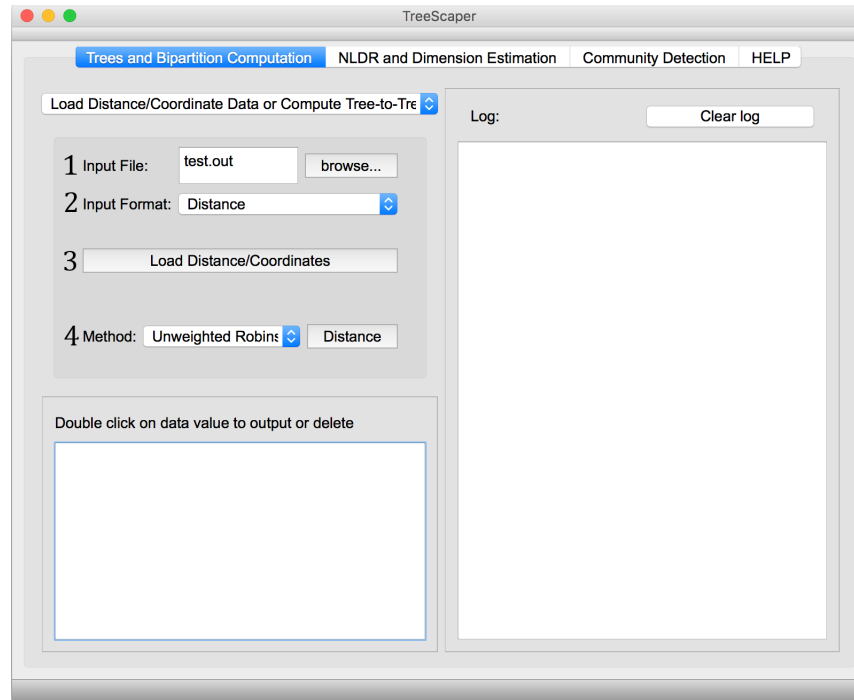 TreeScaper
Trees and Bipartition Computation NLDR and Dimension Estimation Community Detection HELP
Load Distance/Coordinate Data or Compute Tree-to-Tre
1 Input File: test.out browse...
2 Input Format: Distance
3 Load Distance/Coordinates
4 Method: Unweighted Robins Distance
Double click on data value to output or delete
Log: Clear log